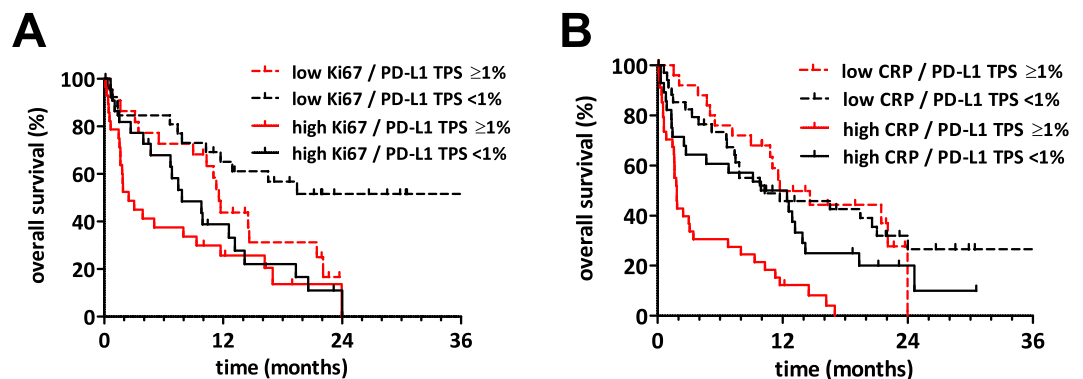 A
low Ki67 / PD-L1 TPS ≥1%
low Ki67 / PD-L1 TPS <1%
high Ki67 / PD-L1 TPS ≥1%
high Ki67 / PD-L1 TPS <1%
overall survival (%)
100
80
60
40
20
0
0 12 24 36
time (months)
B
low CRP / PD-L1 TPS ≥1%
low CRP / PD-L1 TPS <1%
high CRP / PD-L1 TPS ≥1%
high CRP / PD-L1 TPS <1%
overall survival (%)
100
80
60
40
20
0
0 12 24 36
time (months)